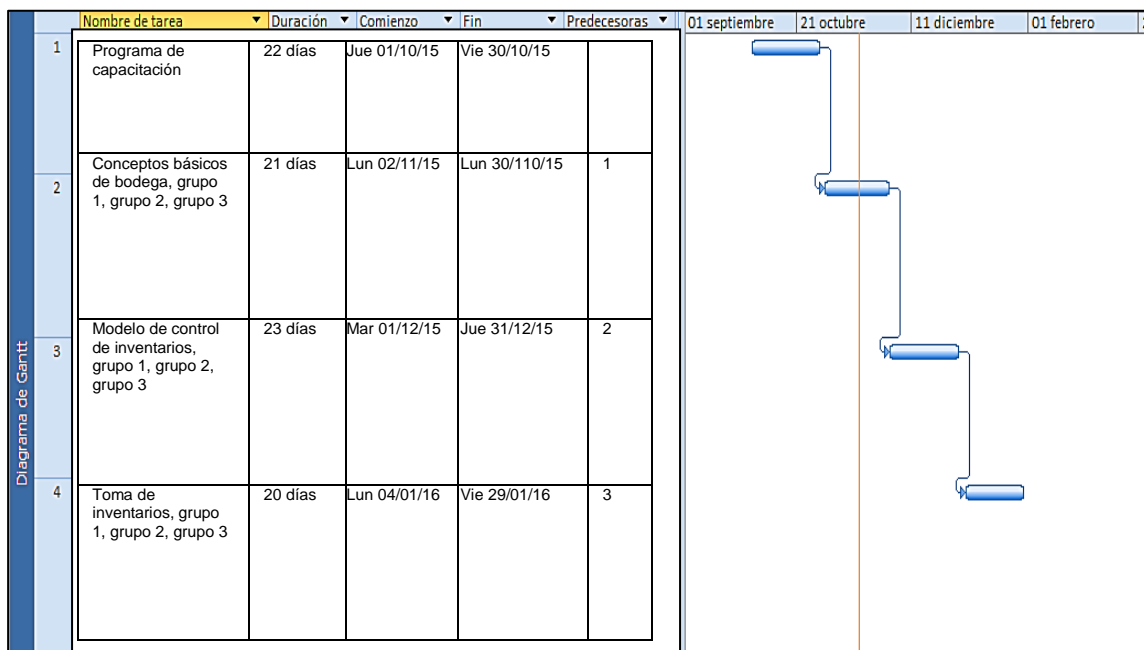 Nombre de tarea Duración Comienzo Fin Predecesoras 01 septiembre 21 octubre 11 diciembre 01 febrero
1 Programa de 22 días Jue 01/10/15 Vie 30/10/15
capacitación
Conceptos básicos 21 días Lun 02/11/15 Lun 30/110/15 1
2 de bodega, grupo
1, grupo 2, grupo 3
Modelo de control 23 días Mar 01/12/15 Jue 31/12/15 2
3 de inventarios,
grupo 1, grupo 2,
grupo 3
4 Toma de 20 días Lun 04/01/16 Vie 29/01/16 3
inventarios, grupo
1, grupo 2, grupo 3
Diagrama de Gantt